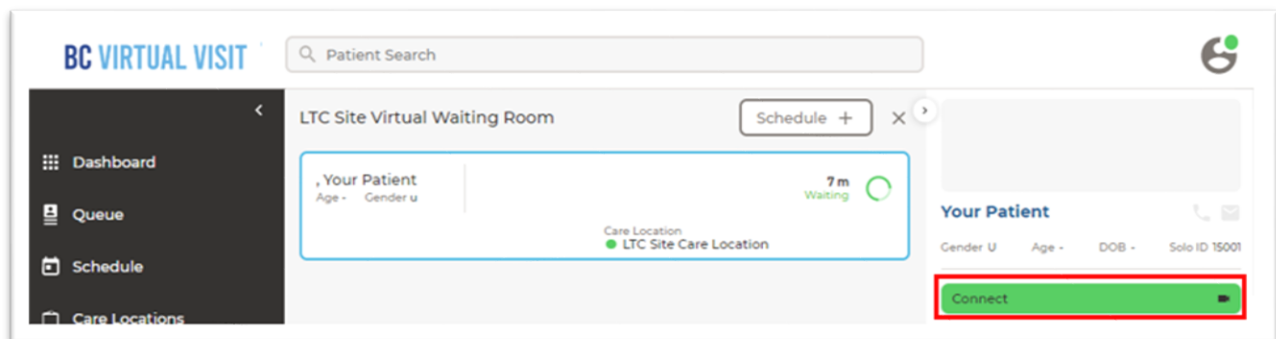 BC VIRTUAL VISIT
Patient Search
Dashboard
Queue
Schedule
Care Locations
LTC Site Virtual Waiting Room
Schedule +
, Your Patient
Age - Gender u
7 m
Waiting
Care Location
LTC Site Care Location
Your Patient
Gender U Age - DOB - Solo ID 15001
Connect